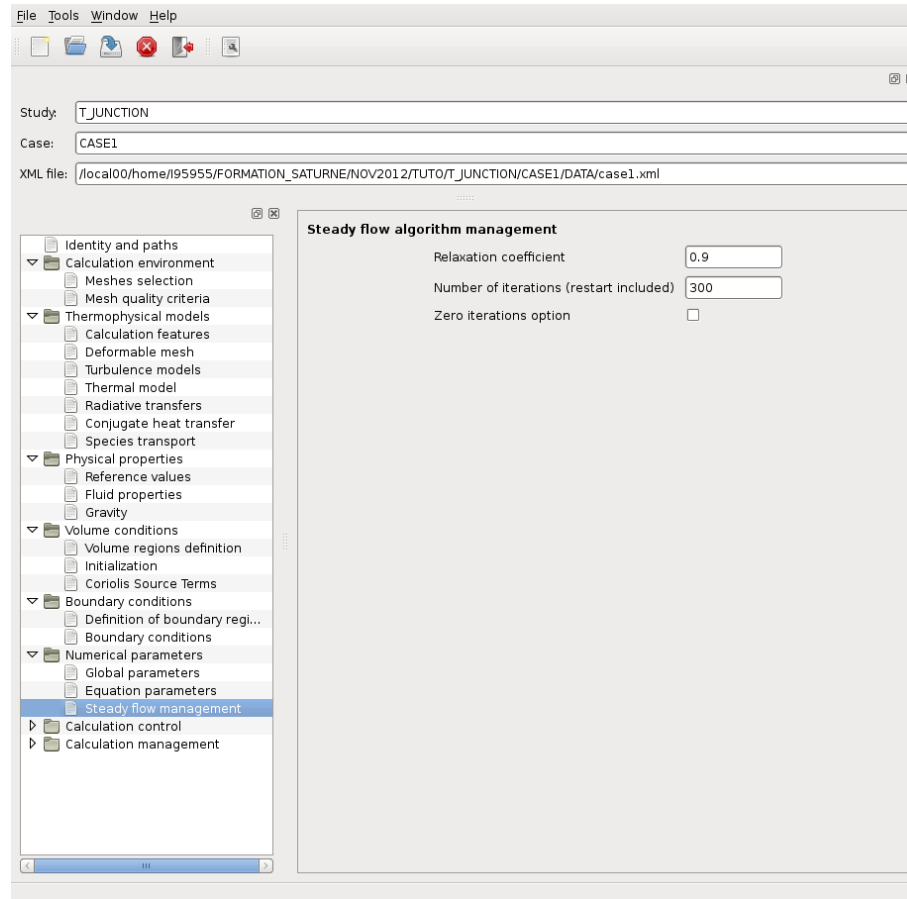 File Tools Window Help
Study: T_JUNCTION
Case: CASE1
XML file: /local00/home/I95955/FORMATION_SATURNE/NOV2012/TUTO/T_JUNCTION/CASE1/DATA/case1.xml
Identity and paths
Calculation environment
Meshes selection
Mesh quality criteria
Thermophysical models
Calculation features
Deformable mesh
Turbulence models
Thermal model
Radiative transfers
Conjugate heat transfer
Species transport
Physical properties
Reference values
Fluid properties
Gravity
Volume conditions
Volume regions definition
Initialization
Coriolis Source Terms
Boundary conditions
Definition of boundary regi...
Boundary conditions
Numerical parameters
Global parameters
Equation parameters
Steady flow management
Calculation control
Calculation management
Steady flow algorithm management
Relaxation coefficient 0.9
Number of iterations (restart included) 300
Zero iterations option